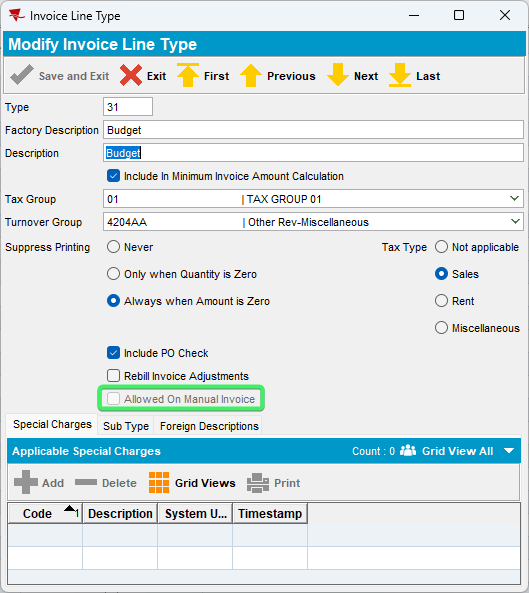 Invoice Line Type
Modify Invoice Line Type
Save and Exit Exit First Previous Next Last
Type 31
Factory Description Budget
Description Budget
Include In Minimum Invoice Amount Calculation
Tax Group 01 | TAX GROUP 01
Turnover Group 4204AA | Other Rev-Miscellaneous
Suppress Printing Never Tax Type Not applicable
Only when Quantity is Zero Sales
Always when Amount is Zero Rent
Miscellaneous
Include PO Check
Rebill Invoice Adjustments
Allowed On Manual Invoice
Special Charges Sub Type Foreign Descriptions
Applicable Special Charges Count : 0 Grid View All
Add Delete Grid Views Print
Code 1 Description System U... Timestamp